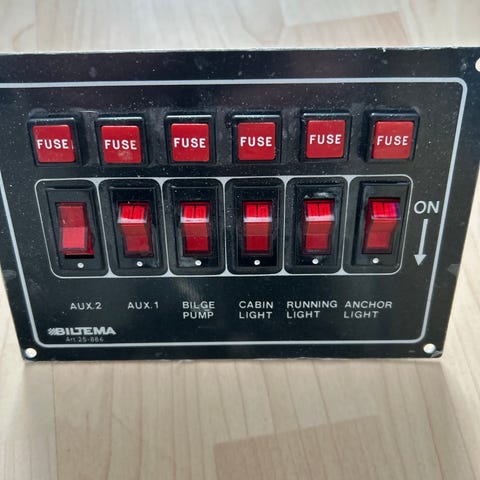 FUSE FUSE FUSE FUSE FUSE FUSE
ON
AUX.2 AUX.1 BILGE CABIN RUNNING ANCHOR
PUMP LIGHT LIGHT LIGHT
BILTEMA
Art.25-886